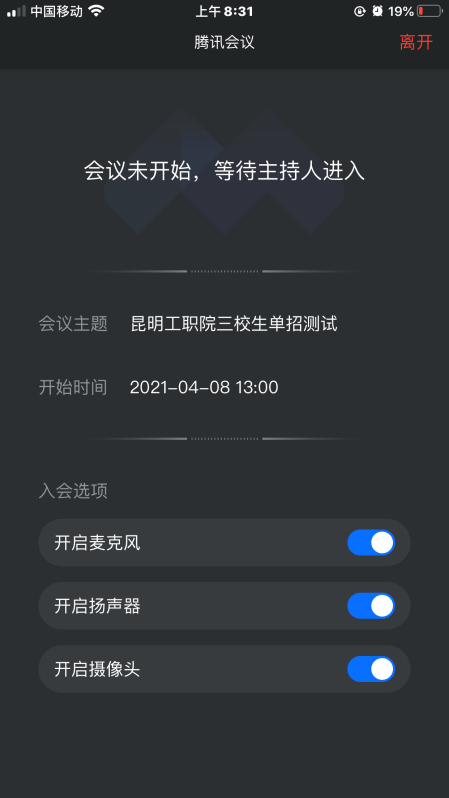 中国移动 上午 8:31 19%
腾讯会议 离开
会议未开始，等待主持人进入
会议主题 昆明工职院三校生单招测试
开始时间 2021-04-08 13:00
入会选项
开启麦克风
开启扬声器
开启摄像头